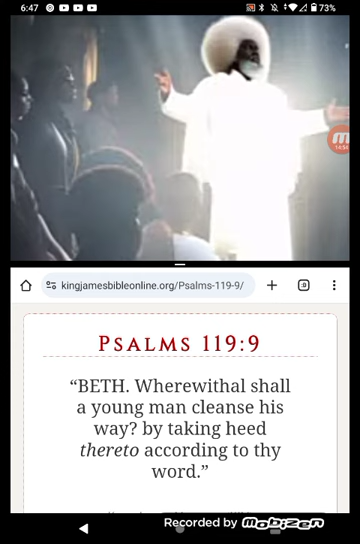 6:47
73%
kingjamesbibleonline.org/Psalms-119-9/
PSALMS 119:9
“BETH. Wherewithal shall
a young man cleanse his
way? by taking heed
thereto according to thy
word.”
Recorded by mobizen